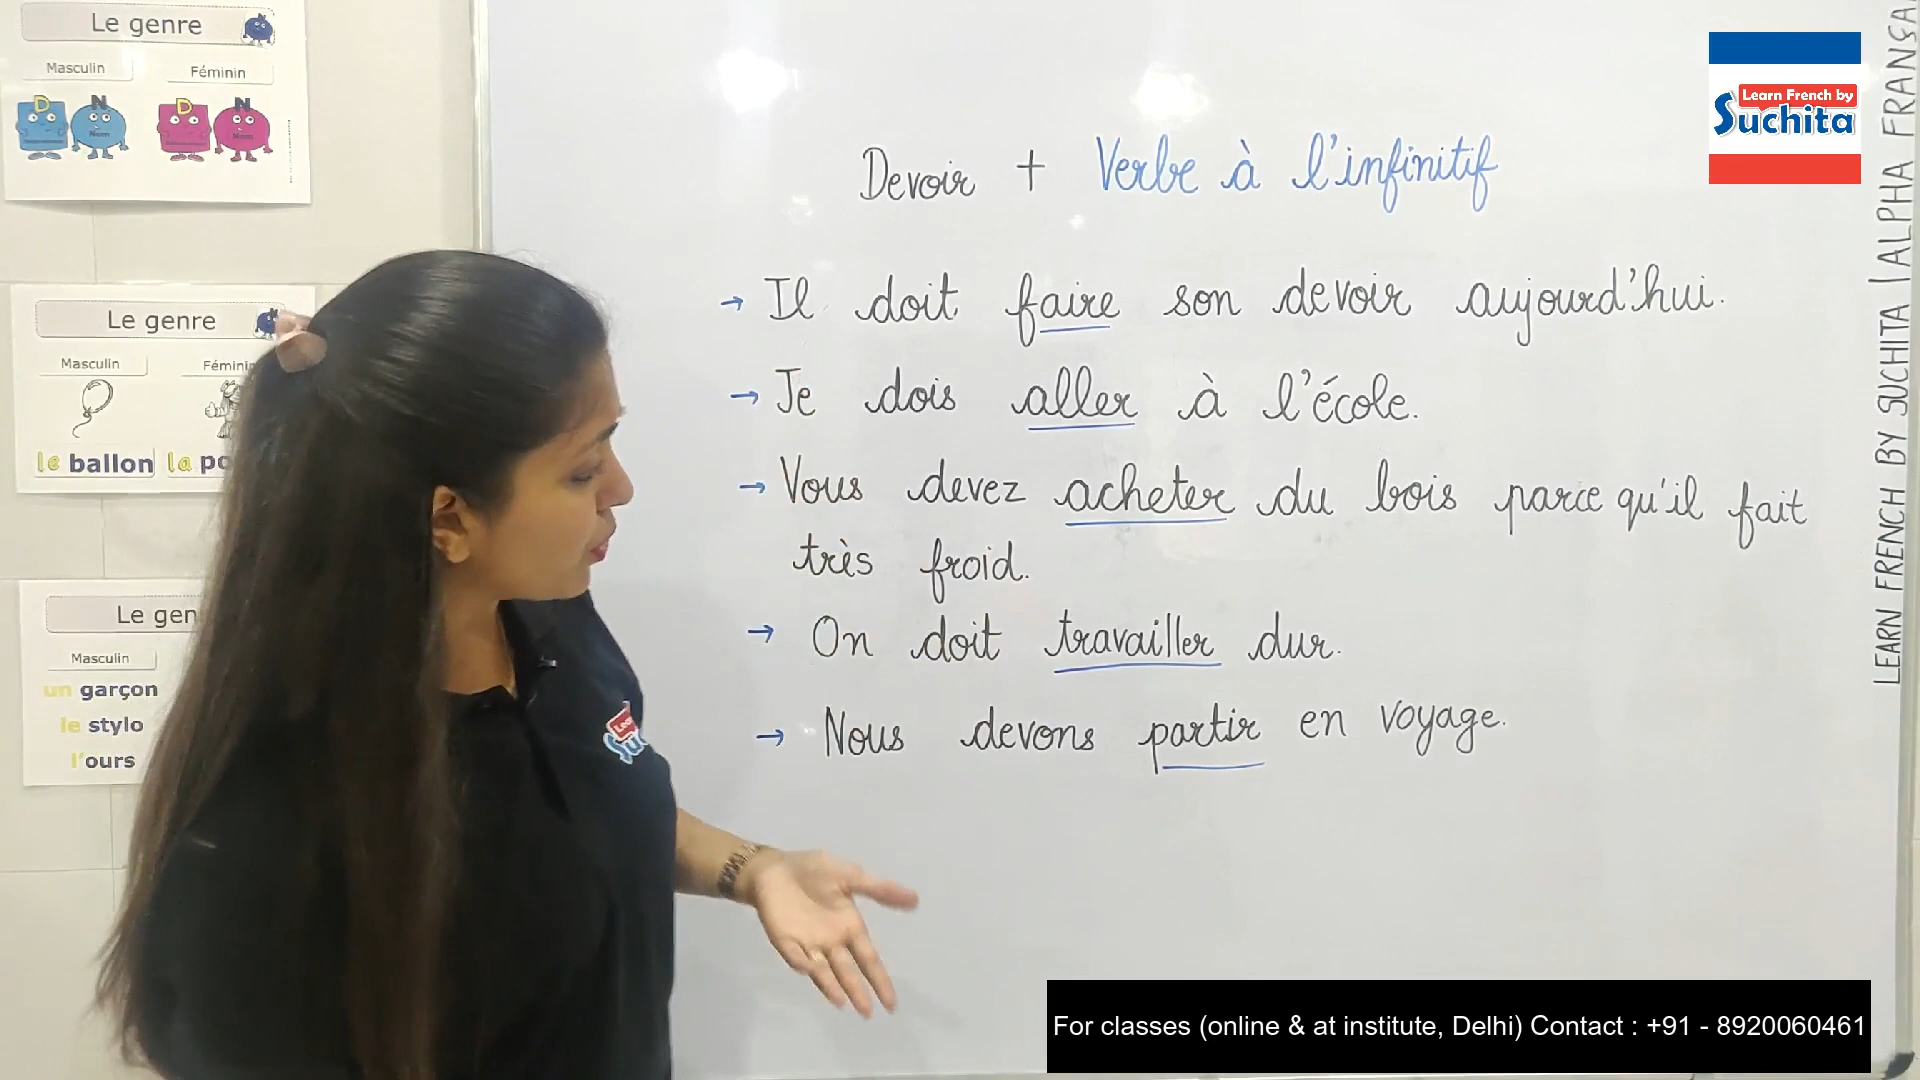 Le genre
Masculin Féminin
D N D N
Nom Nom
Le genre
Masculin
le ballon la
Le gen
Masculin
un garçon
le stylo
l'ours
Devoir + Verbe à l'infinitif
→ Il doit faire son devoir aujourd'hui.
→ Je dois aller à l'école.
→ Vous devez acheter du bois parce qu'il fait
très froid.
→ On doit travailler dur.
→ Nous devons partir en voyage.
Learn French by
Suchita
LEARN FRENCH BY SUCHITA | ALPHA FRANÇA
For classes (online & at institute, Delhi) Contact : +91 - 8920060461